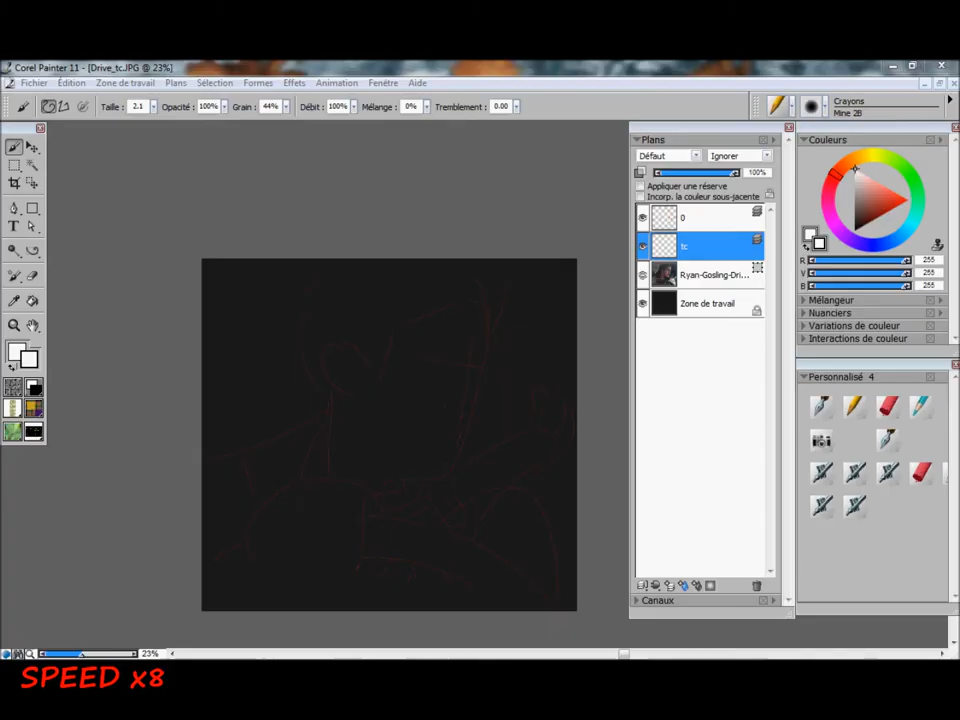 Corel Painter 11 - [Drive_tc.JPG @ 23%]
Fichier Édition Zone de travail Plans Sélection Formes Effets Animation Fenêtre Aide
Taille : 2.1 Opacité : 100% Grain : 44% Débit : 100% Mélange : 0% Tremblement : 0.00
Crayons
Mine 2B
Plans
Défaut Ignorer
100%
Appliquer une réserve
Incorp. la couleur sous-jacente
0
tc
Ryan-Gosling-Dri...
Zone de travail
Canaux
Couleurs
R 255
V 255
B 255
Mélangeur
Nuanciers
Variations de couleur
Interactions de couleur
Personnalisé 4
23%
SPEED x8